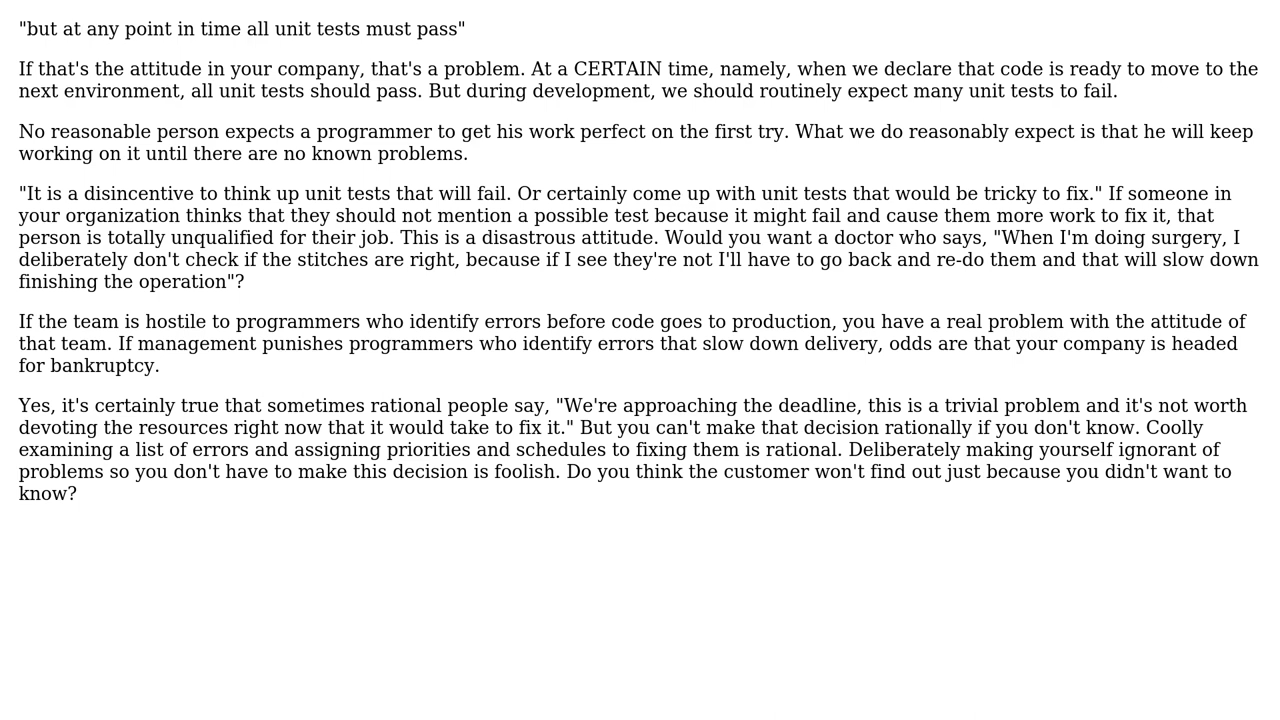 "but at any point in time all unit tests must pass"
If that's the attitude in your company, that's a problem. At a CERTAIN time, namely, when we declare that code is ready to move to the
next environment, all unit tests should pass. But during development, we should routinely expect many unit tests to fail.
No reasonable person expects a programmer to get his work perfect on the first try. What we do reasonably expect is that he will keep
working on it until there are no known problems.
"It is a disincentive to think up unit tests that will fail. Or certainly come up with unit tests that would be tricky to fix." If someone in
your organization thinks that they should not mention a possible test because it might fail and cause them more work to fix it, that
person is totally unqualified for their job. This is a disastrous attitude. Would you want a doctor who says, "When I'm doing surgery, I
deliberately don't check if the stitches are right, because if I see they're not I'll have to go back and re-do them and that will slow down
finishing the operation"?
If the team is hostile to programmers who identify errors before code goes to production, you have a real problem with the attitude of
that team. If management punishes programmers who identify errors that slow down delivery, odds are that your company is headed
for bankruptcy.
Yes, it's certainly true that sometimes rational people say, "We're approaching the deadline, this is a trivial problem and it's not worth
devoting the resources right now that it would take to fix it." But you can't make that decision rationally if you don't know. Coolly
examining a list of errors and assigning priorities and schedules to fixing them is rational. Deliberately making yourself ignorant of
problems so you don't have to make this decision is foolish. Do you think the customer won't find out just because you didn't want to
know?